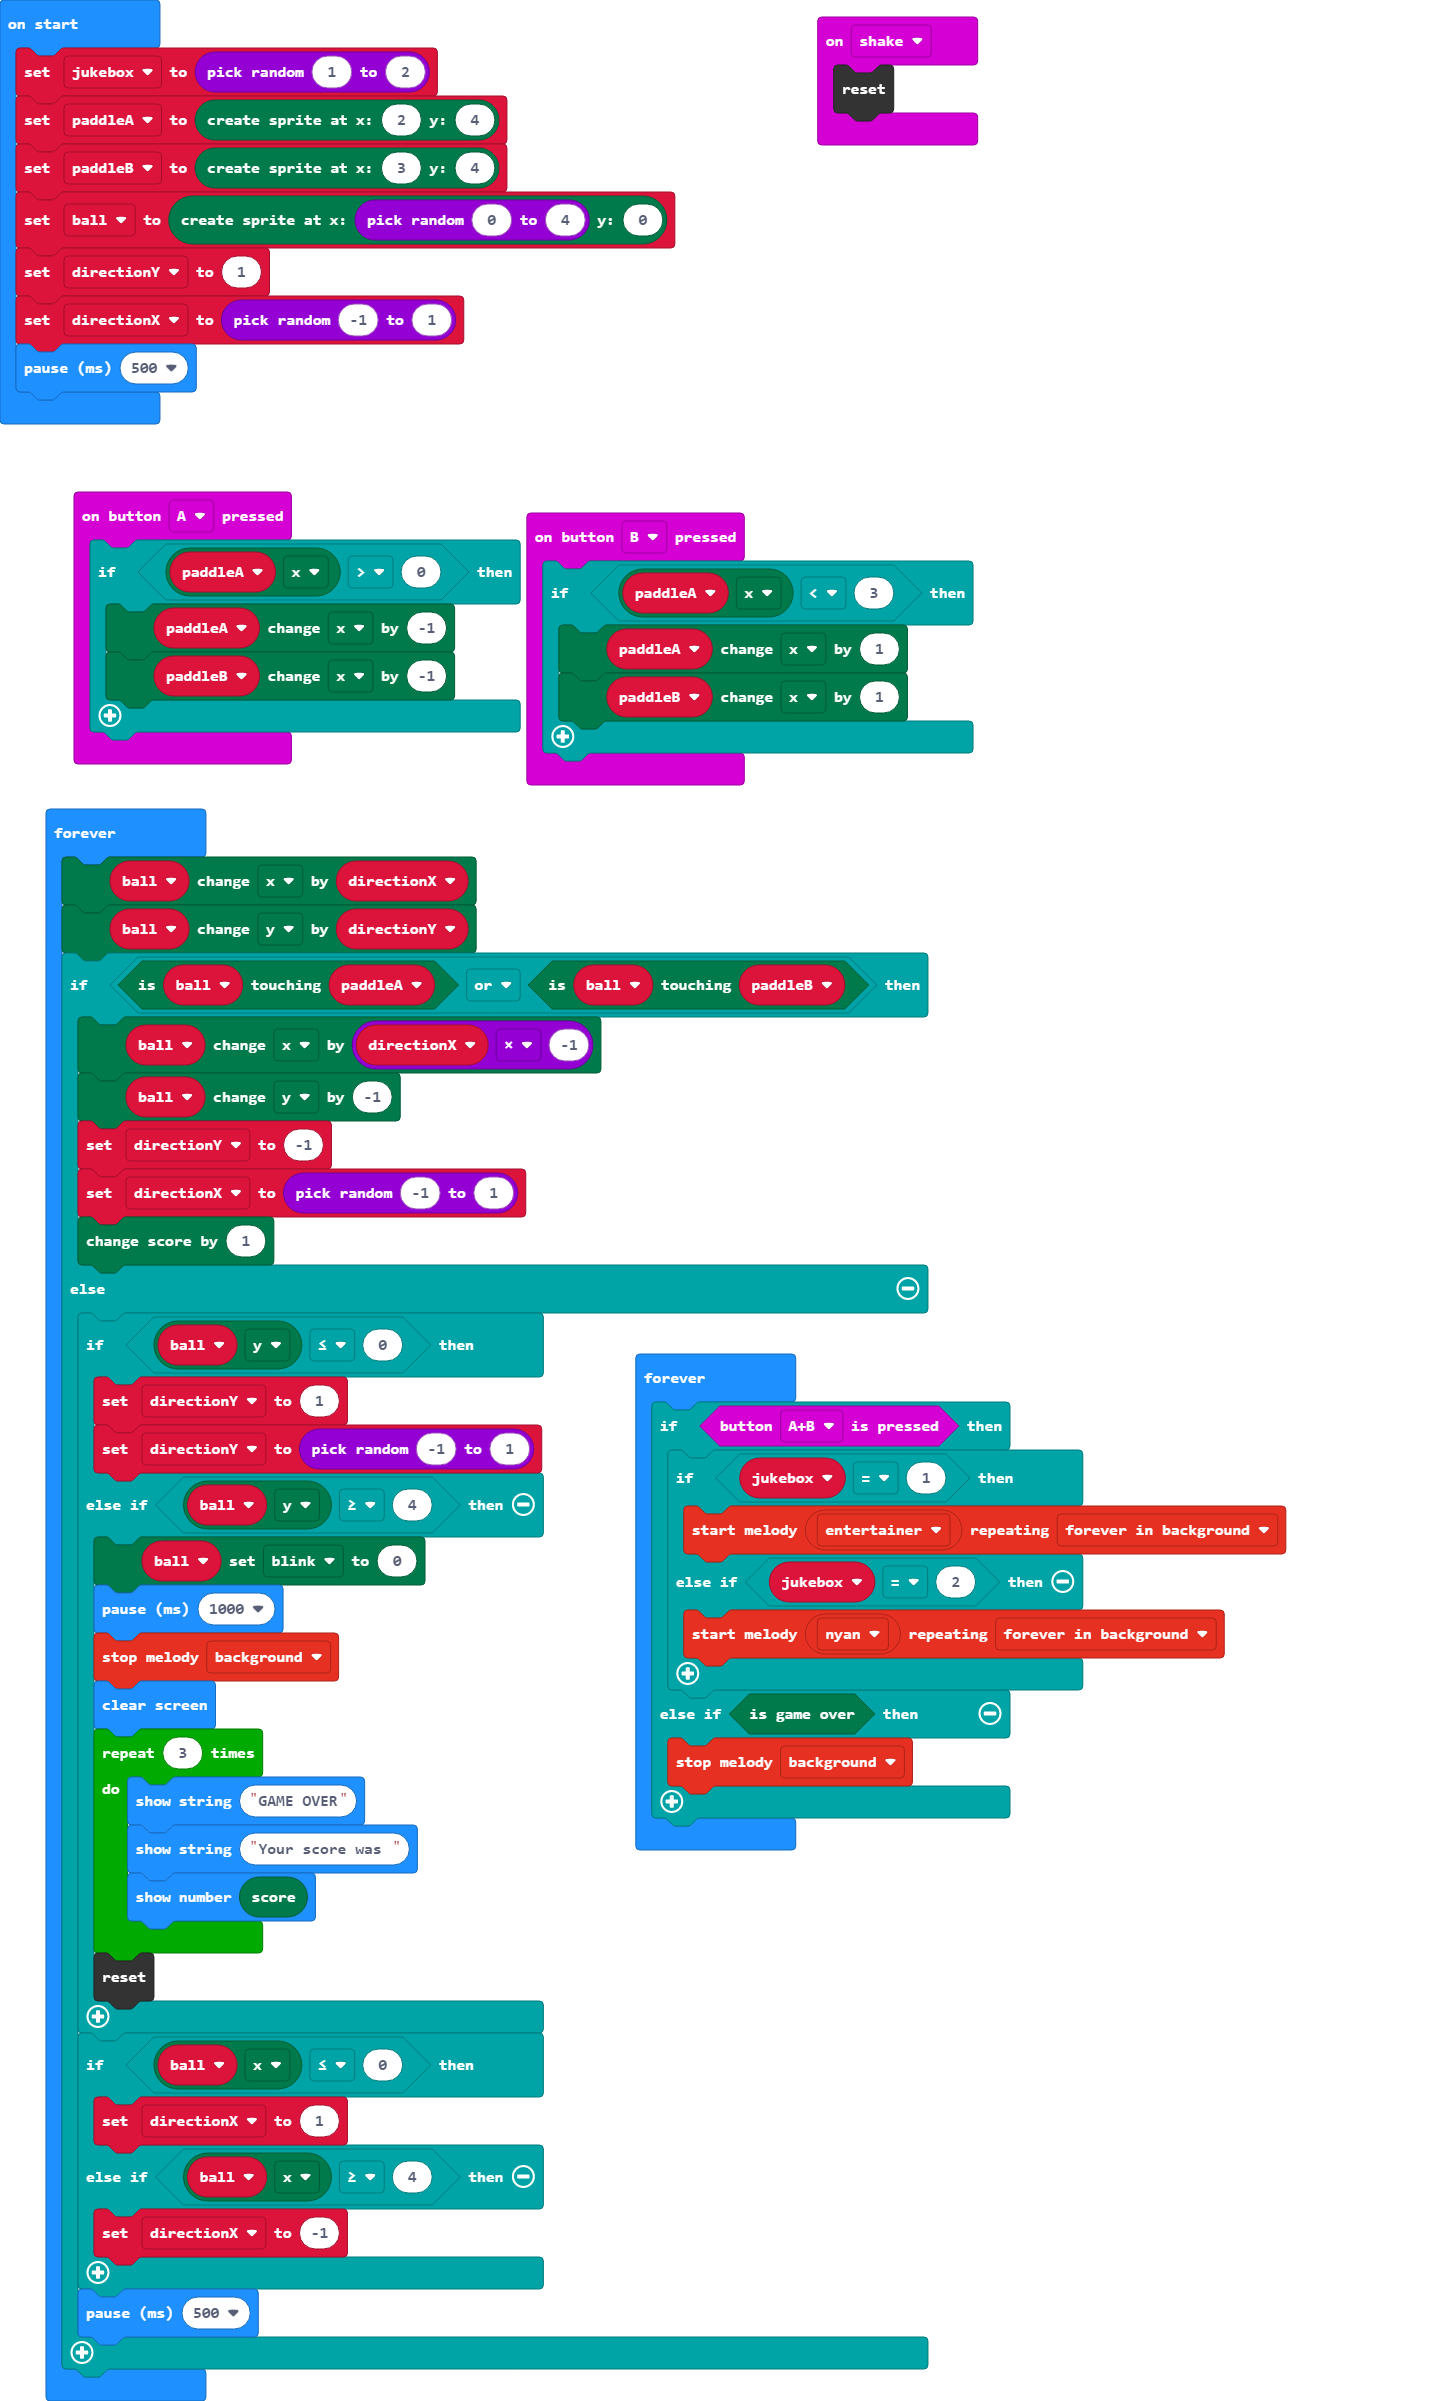 on start
set jukebox to pick random 1 to 2
set paddleA to create sprite at x: 2 y: 4
set paddleB to create sprite at x: 3 y: 4
set ball to create sprite at x: pick random 0 to 4 y: 0
set directionY to 1
set directionX to pick random -1 to 1
pause (ms) 500
on shake
reset
on button A pressed
if paddleA x > 0 then
paddleA change x by -1
paddleB change x by -1
on button B pressed
if paddleA x < 3 then
paddleA change x by 1
paddleB change x by 1
forever
ball change x by directionX
ball change y by directionY
if is ball touching paddleA or is ball touching paddleB then
ball change x by directionX × -1
ball change y by -1
set directionY to -1
set directionX to pick random -1 to 1
change score by 1
else
if ball y ≤ 0 then
set directionY to 1
set directionY to pick random -1 to 1
else if ball y ≥ 4 then
ball set blink to 0
pause (ms) 1000
stop melody background
clear screen
repeat 3 times
do
show string "GAME OVER"
show string "Your score was "
show number score
reset
if ball x ≤ 0 then
set directionX to 1
else if ball x ≥ 4 then
set directionX to -1
pause (ms) 500
forever
if button A+B is pressed then
if jukebox = 1 then
start melody entertainer repeating forever in background
else if jukebox = 2 then
start melody nyan repeating forever in background
else if is game over then
stop melody background